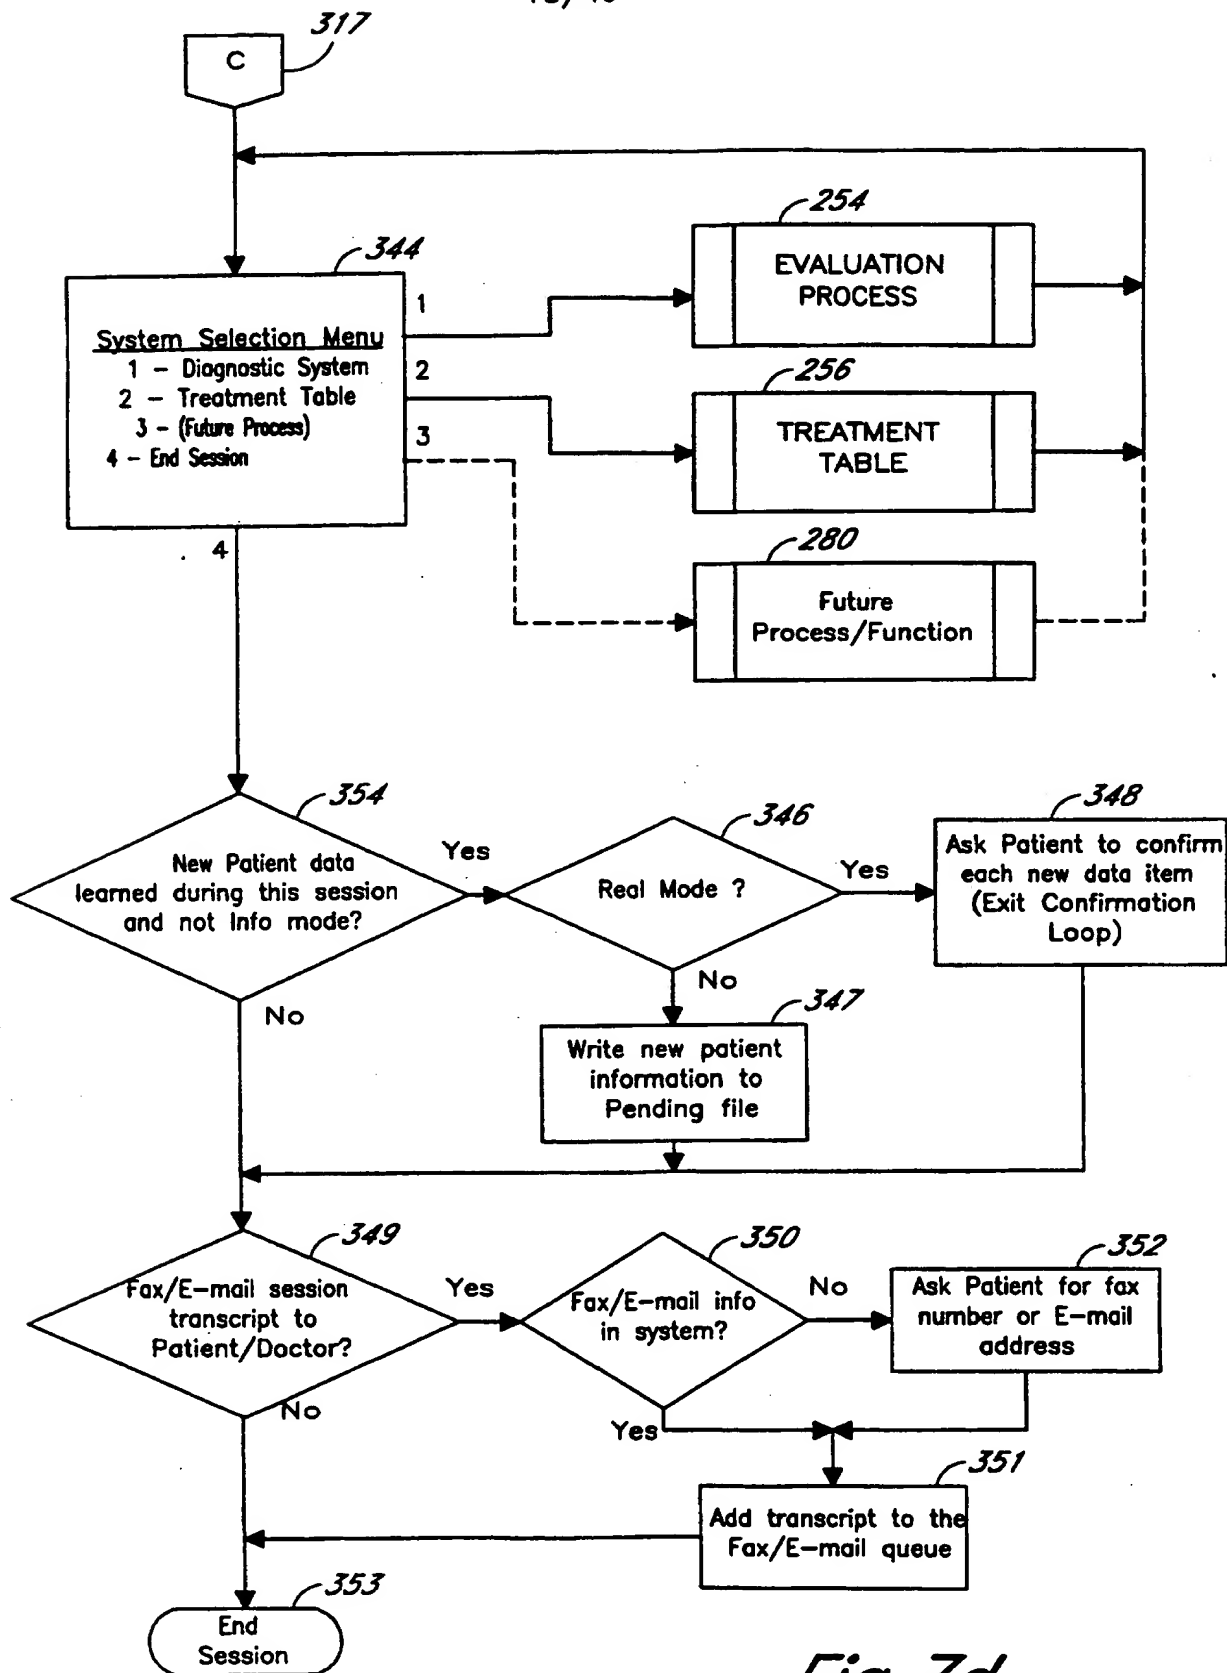 317
C
254
344
EVALUATION
PROCESS
1
System Selection Menu
1 - Diagnostic System
2
2 - Treatment Table
256
3 - (Future Process)
3
4 - End Session
TREATMENT
TABLE
4
280
Future
Process/Function
354
346
348
New Patient data
learned during this session
and not Info mode?
Yes
Real Mode ?
Yes
Ask Patient to confirm
each new data item
(Exit Confirmation
Loop)
No
No
347
Write new patient
information to
Pending file
349
350
352
Fax/E-mail session
transcript to
Patient/Doctor?
Yes
Fax/E-mail info
in system?
No
Ask Patient for fax
number or E-mail
address
No
Yes
351
Add transcript to the
Fax/E-mail queue
353
End
Session
Fig. 7d